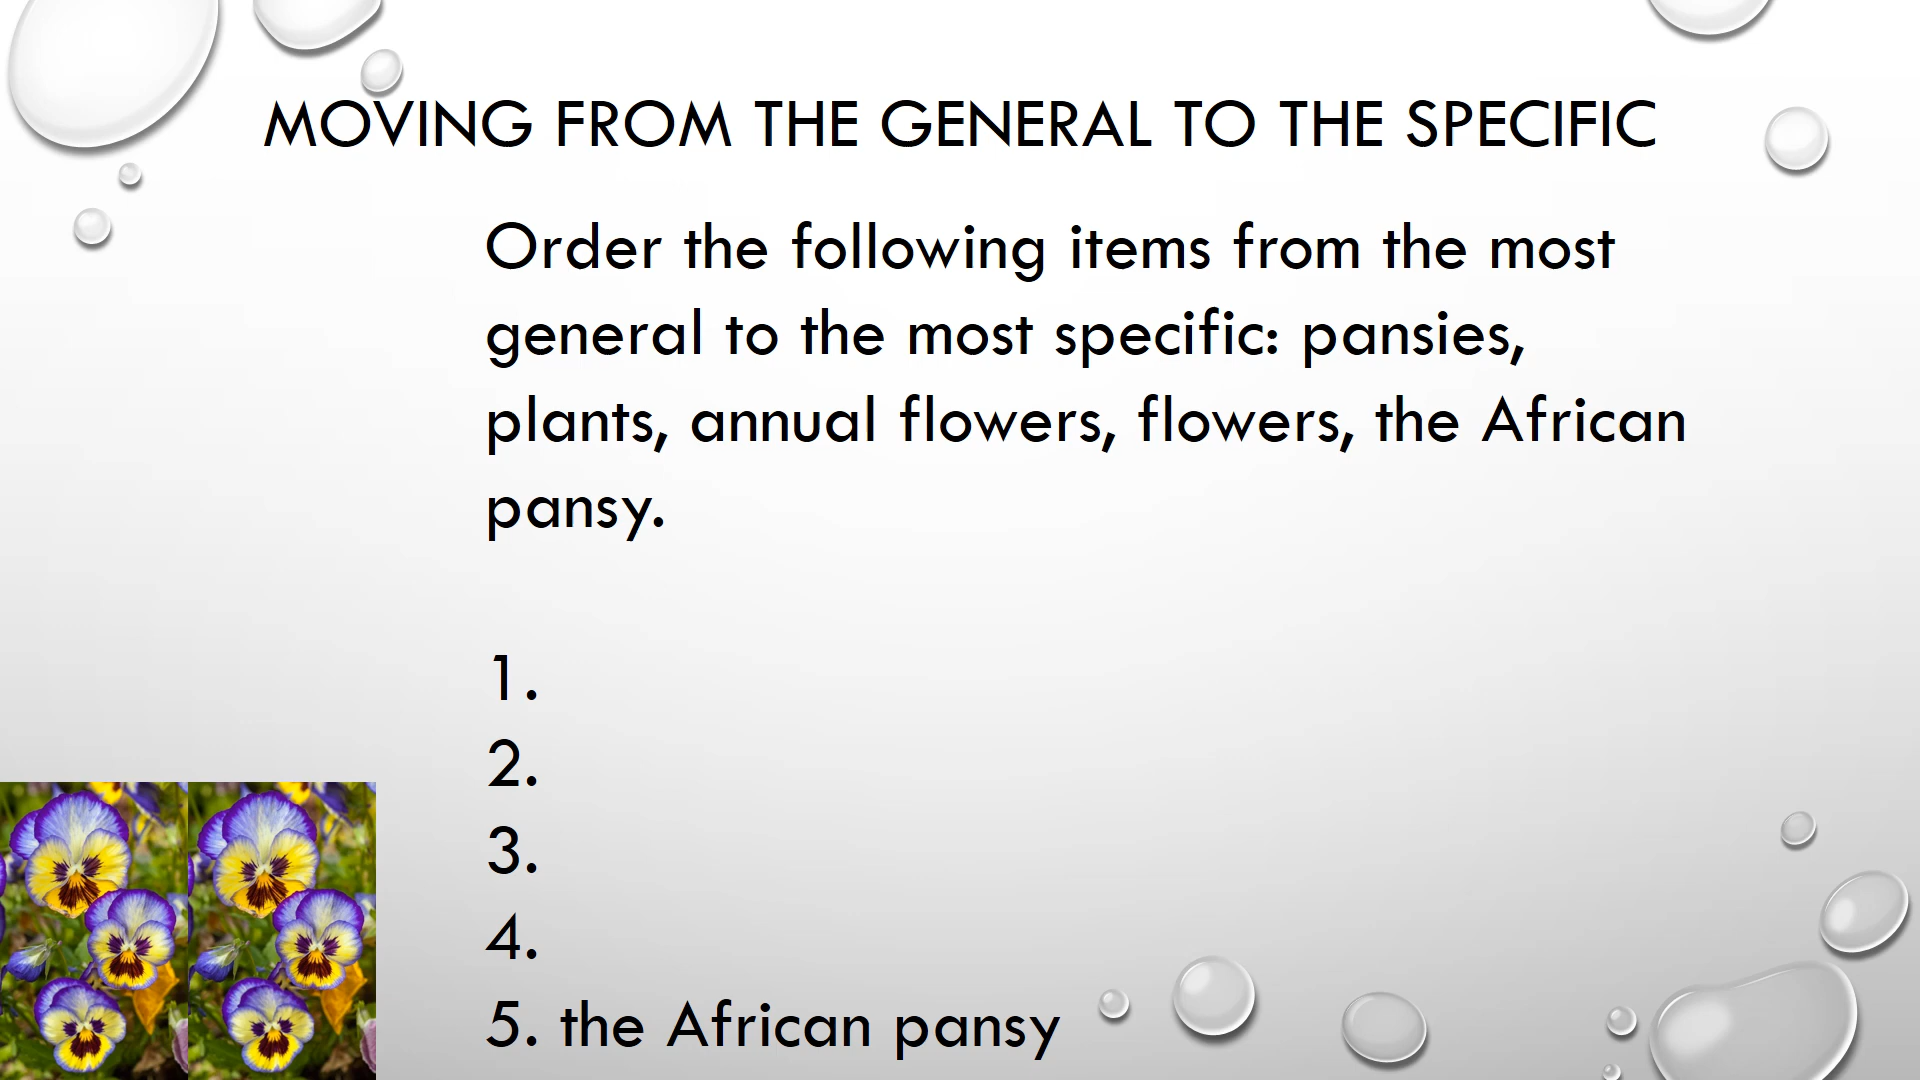 MOVING FROM THE GENERAL TO THE SPECIFIC
Order the following items from the most
general to the most specific: pansies,
plants, annual flowers, flowers, the African
pansy.
1.
2.
3.
4.
5. the African pansy